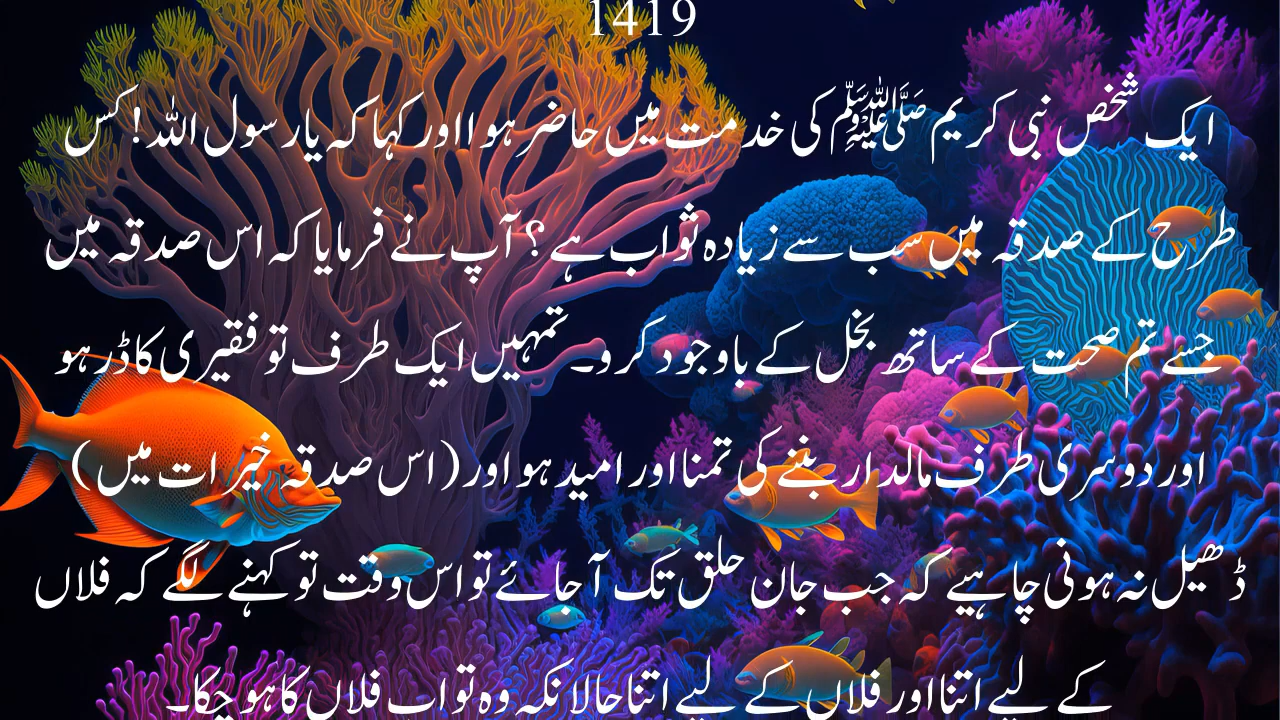 1419
ایک شخص نبی کریم ﷺ کی خدمت میں حاضر ہوا اور کہا کہ یا رسول اللہ ! کس
طرح کے صدقہ میں سب سے زیادہ ثواب ہے ؟ آپ نے فرمایا کہ اس صدقہ میں
جسے تم صحت کے ساتھ بخل کے باوجود کرو۔ تمہیں ایک طرف تو فقیری کا ڈر ہو
اور دوسری طرف مالدار بننے کی تمنا اور امید ہو اور (اس صدقہ خیرات میں)
ڈھیل نہ ہونی چاہیے کہ جب جان حلق تک آ جائے تو اس وقت تو کہنے لگے کہ فلاں
کے لیے اتنا اور فلاں کے لیے اتنا حالانکہ وہ تو اب فلاں کا ہو چکا۔